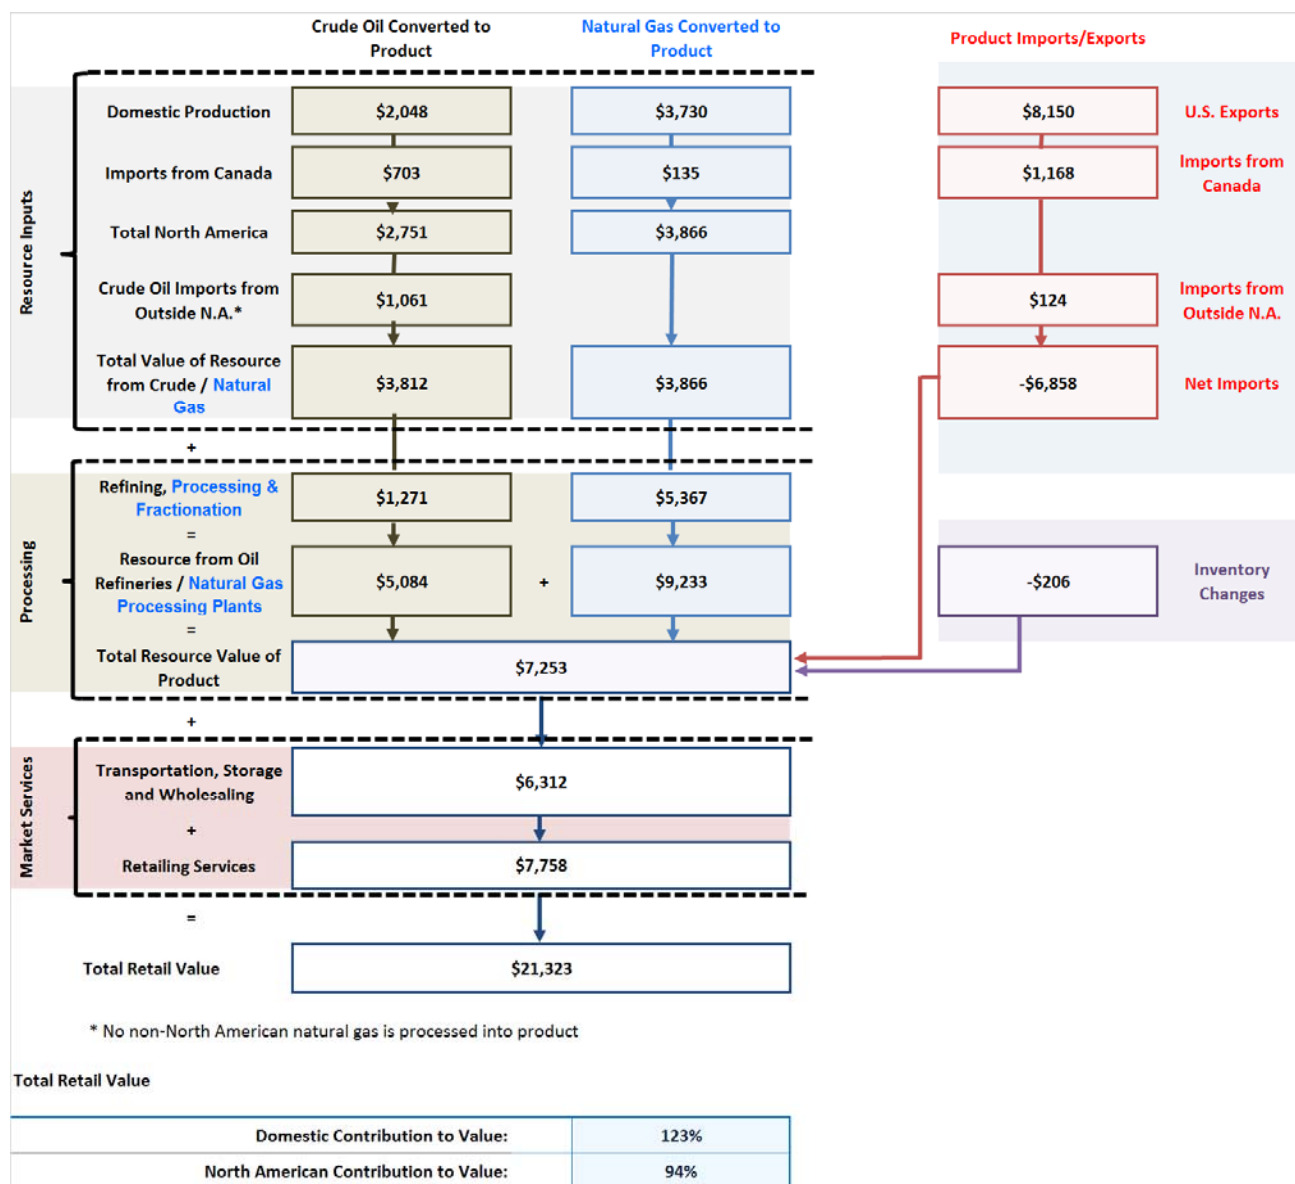 Crude Oil Converted to
Product
Natural Gas Converted to
Product
Product Imports/Exports
Resource Inputs
Domestic Production
$2,048
$3,730
$8,150
U.S. Exports
Imports from Canada
$703
$135
$1,168
Imports from
Canada
Total North America
$2,751
$3,866
Crude Oil Imports from
Outside N.A.*
$1,061
$124
Imports from
Outside N.A.
Total Value of Resource
from Crude / Natural
Gas
$3,812
$3,866
-$6,858
Net Imports
+
Processing
Refining, Processing &
Fractionation
$1,271
$5,367
=
Resource from Oil
Refineries / Natural Gas
Processing Plants
$5,084
+
$9,233
-$206
Inventory
Changes
=
Total Resource Value of
Product
$7,253
+
Market Services
Transportation, Storage
and Wholesaling
$6,312
+
Retailing Services
$7,758
=
Total Retail Value
$21,323
* No non-North American natural gas is processed into product
Total Retail Value
Domestic Contribution to Value:
123%
North American Contribution to Value:
94%